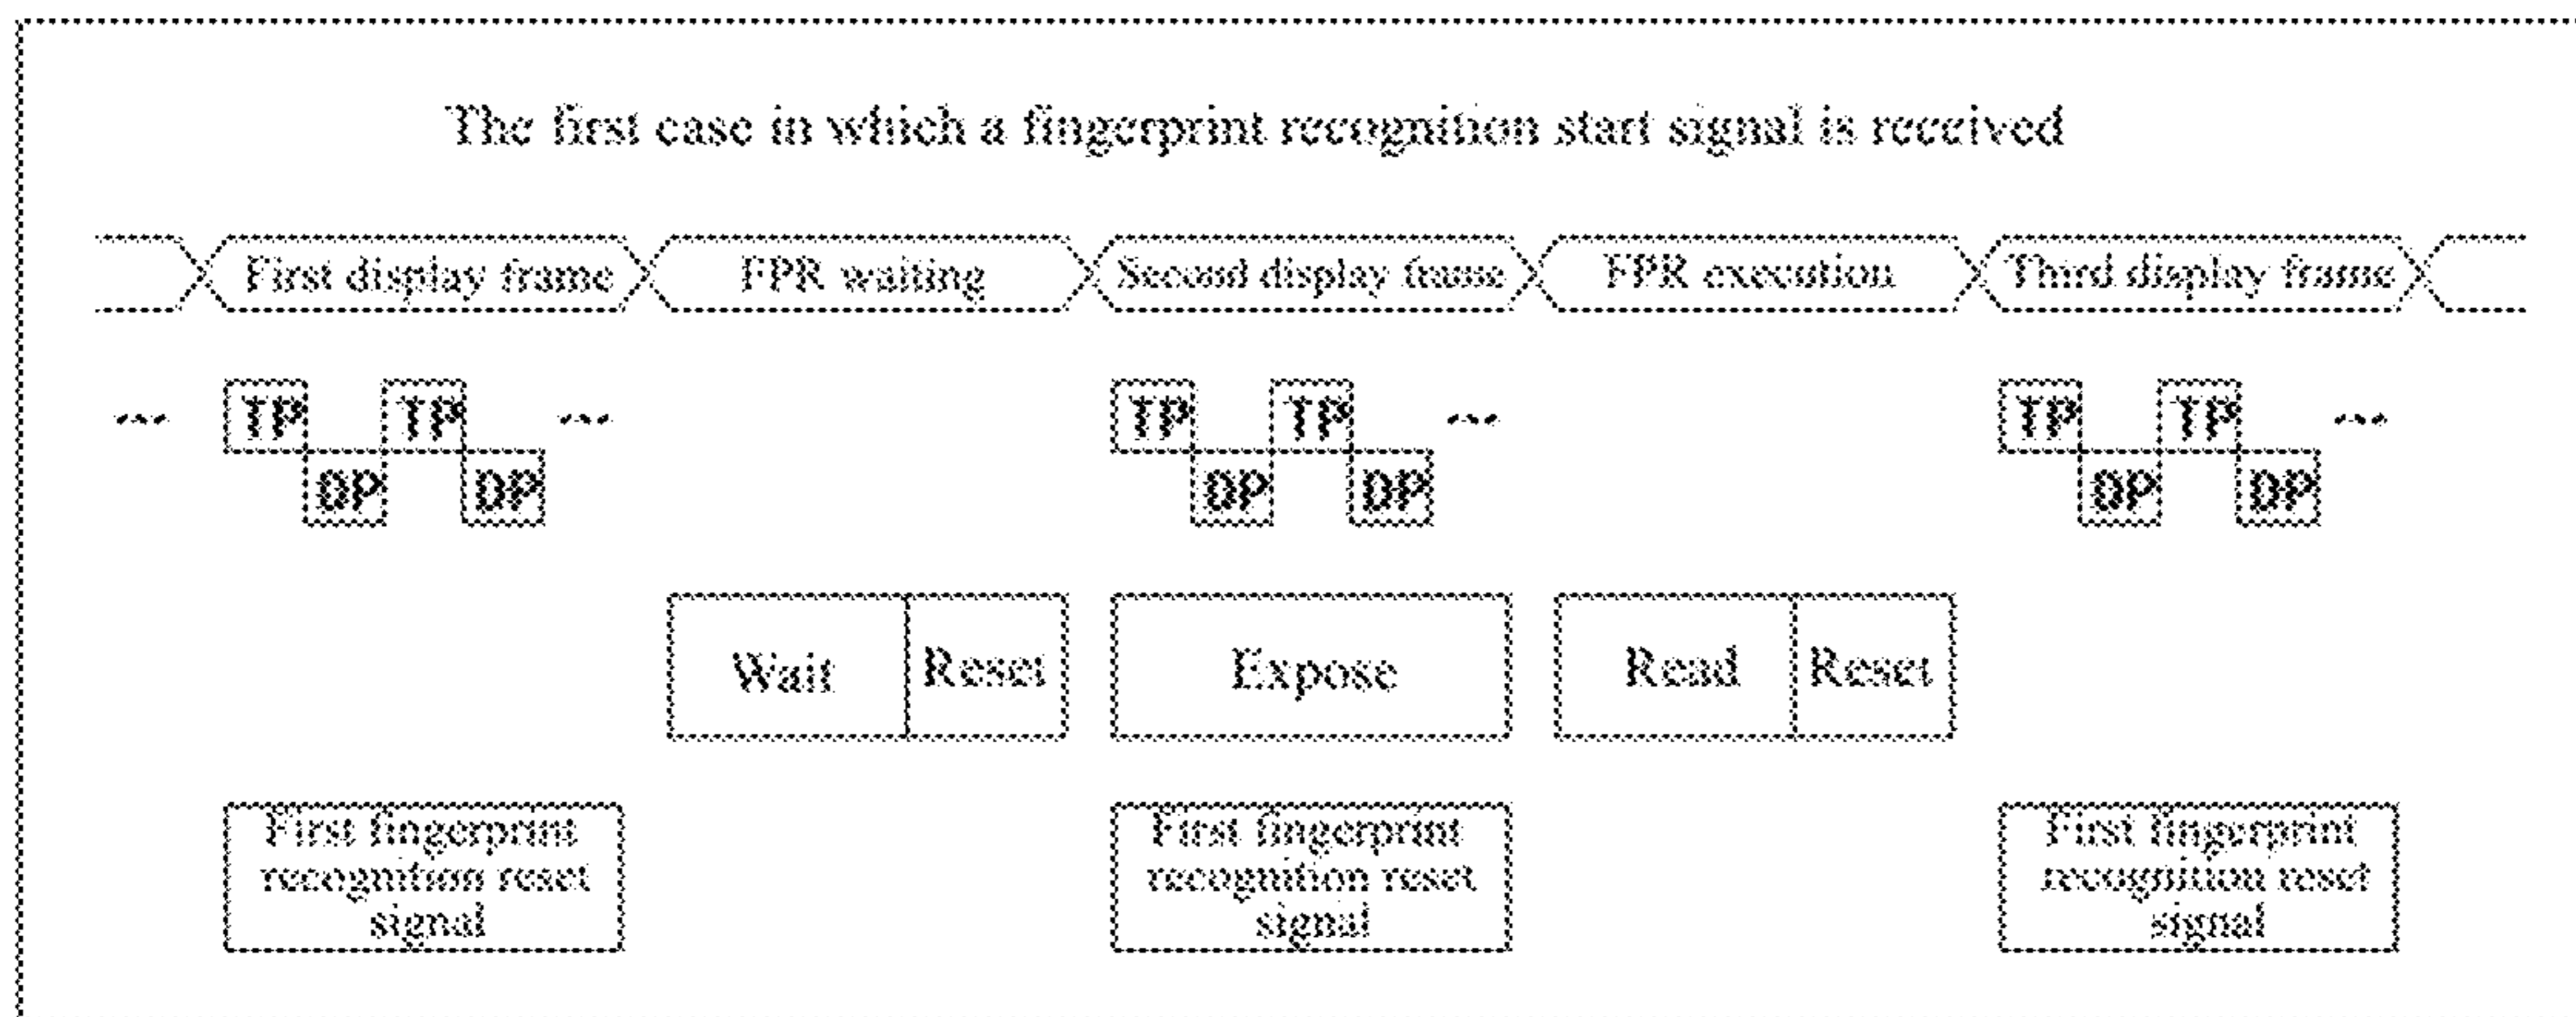 The first case in which a fingerprint recognition start signal is received
First display frame FPR waiting Second display frame FPR execution Third display frame
... TP TP ... TP TP ... TP TP ...
DP DP DP DP DP DP
Wait Reset Expose Read Reset
First fingerprint First fingerprint First fingerprint
recognition reset recognition reset recognition reset
signal signal signal